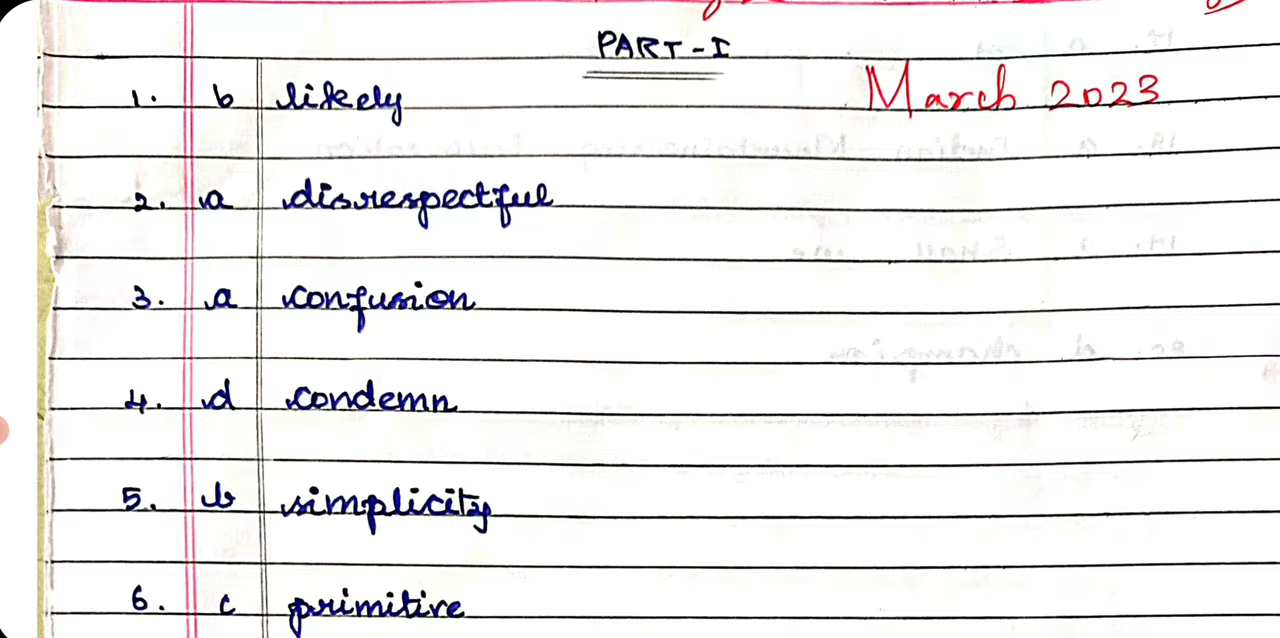 PART-I
March 2023
1. b likely
2. a disrespectful
3. a confusion
4. d condemn
5. b simplicity
6. c primitive